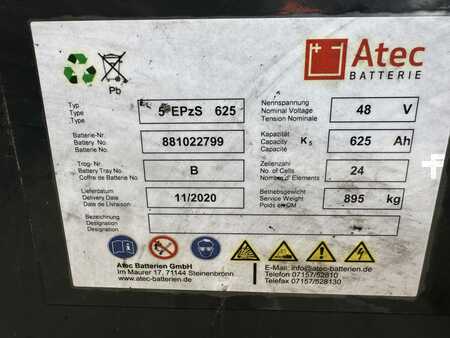 Pb
Atec
BATTERIE
Typ
Type
Type
5 EPzS 625
Nennspannung
Nominal Voltage
Tension Nominale
48 V
Batterie-Nr.
Battery No.
Batterie No.
881022799
Kapazität
Capacity
Capacité
K5
625 Ah
Trog- Nr
Battery Tray No.
Coffre de Batterie No.
B
Zellenzahl
No. of Cells
Nombre d' Elements
24
Lieferdatum
Delivery Date
Date de Livraison
11/2020
Betriebsgewicht
Service Weight
Poids en OM
895 kg
Bezeichnung
Designation
Designation
Atec Batterien GmbH
Im Maurer 17, 71144 Steinenbronn
www.atec-batterien.de
E-Mail: info@atec-batterien.de
Telefon 07157/52810
Telefax 07157/528130